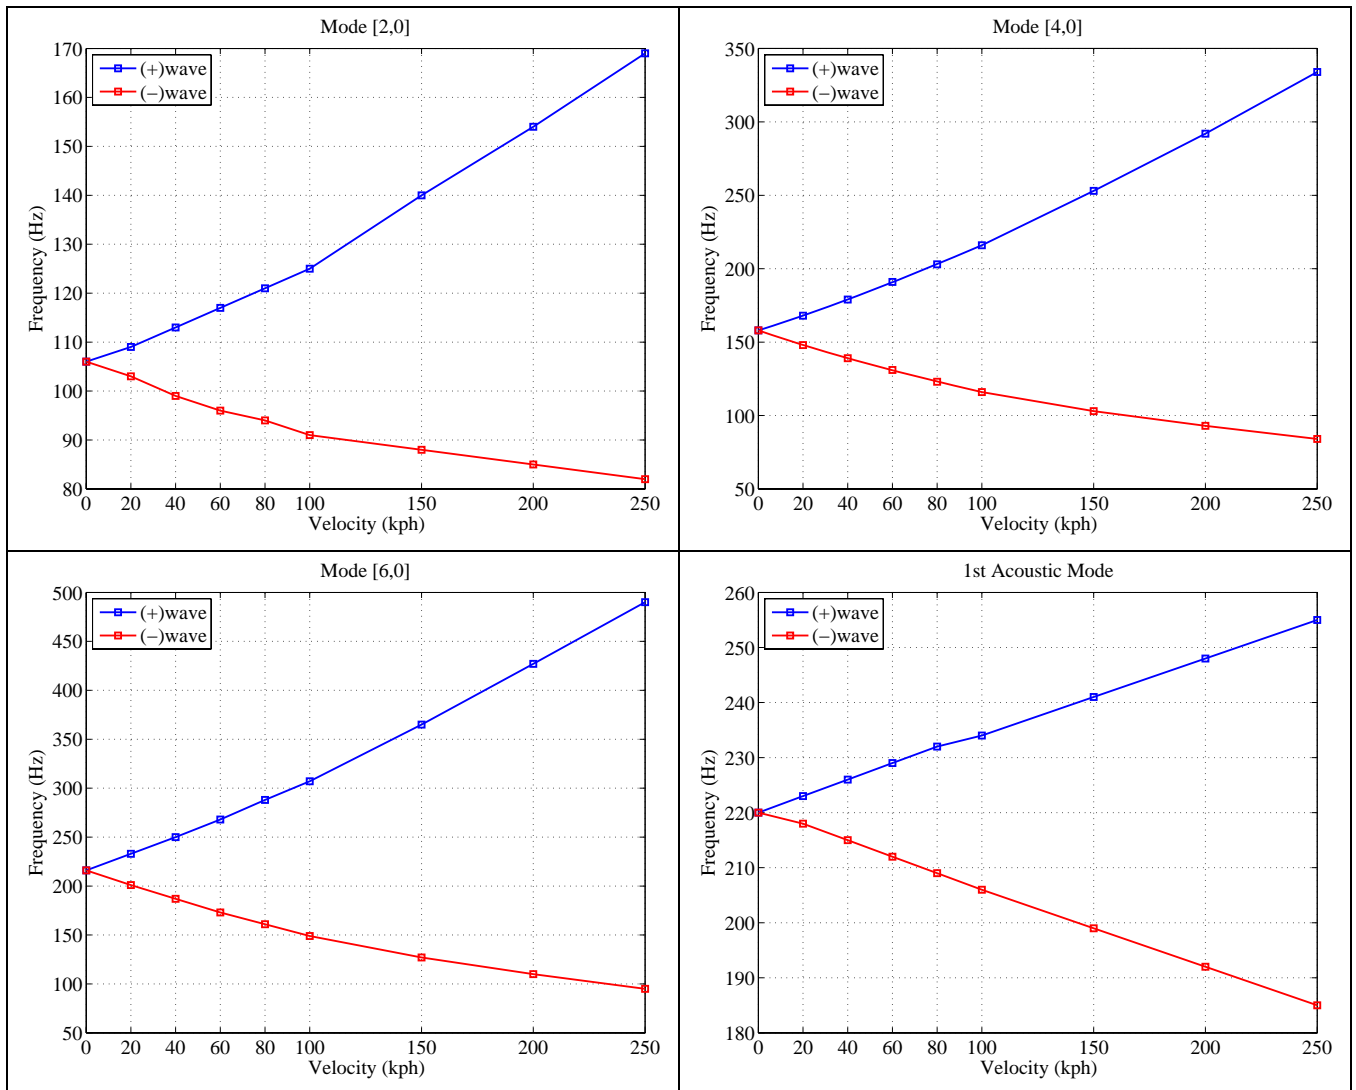 Mode [2,0]
170
160
150
140
130
120
110
100
90
80
Frequency (Hz)
(+)wave
(−)wave
0 20 40 60 80 100 150 200 250
Velocity (kph)
Mode [4,0]
350
300
250
200
150
100
50
Frequency (Hz)
(+)wave
(−)wave
0 20 40 60 80 100 150 200 250
Velocity (kph)
Mode [6,0]
500
450
400
350
300
250
200
150
100
50
Frequency (Hz)
(+)wave
(−)wave
0 20 40 60 80 100 150 200 250
Velocity (kph)
1st Acoustic Mode
260
250
240
230
220
210
200
190
180
Frequency (Hz)
(+)wave
(−)wave
0 20 40 60 80 100 150 200 250
Velocity (kph)